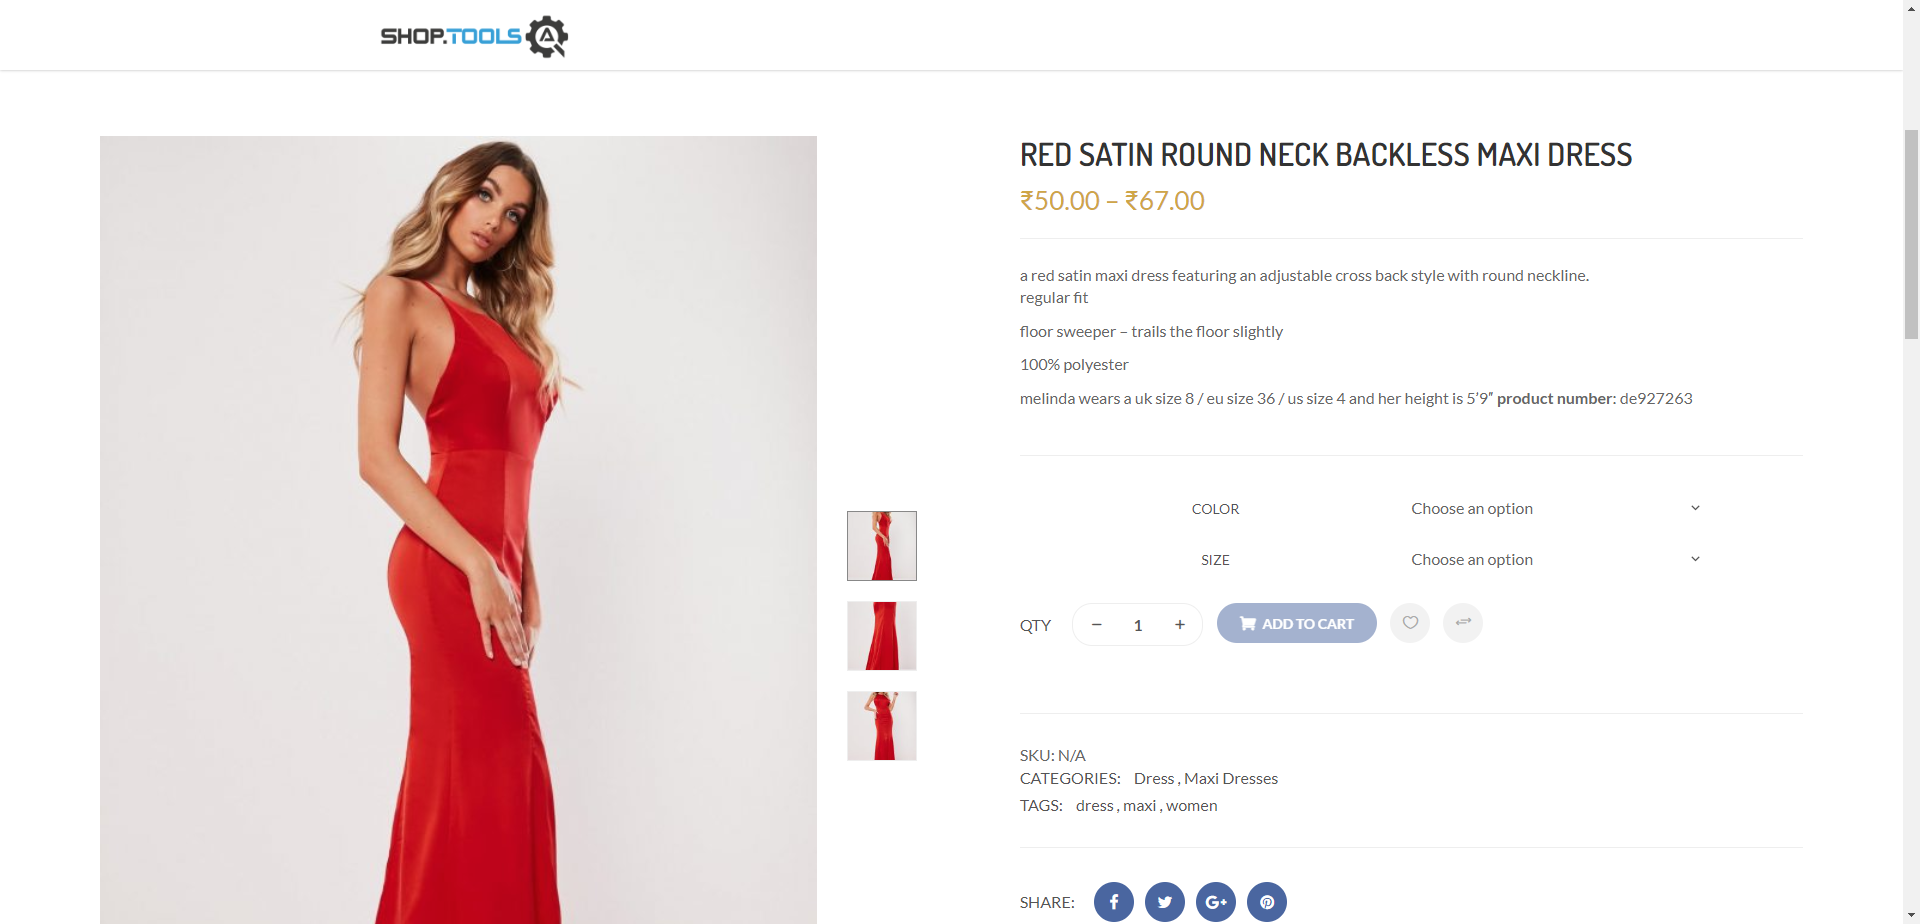 SHOP.TOOLS
RED SATIN ROUND NECK BACKLESS MAXI DRESS
₹50.00 – ₹67.00
a red satin maxi dress featuring an adjustable cross back style with round neckline.
regular fit
floor sweeper – trails the floor slightly
100% polyester
melinda wears a uk size 8 / eu size 36 / us size 4 and her height is 5’9″ product number: de927263
COLOR Choose an option
SIZE Choose an option
QTY − 1 + ADD TO CART
SKU: N/A
CATEGORIES: Dress , Maxi Dresses
TAGS: dress , maxi , women
SHARE: f G+